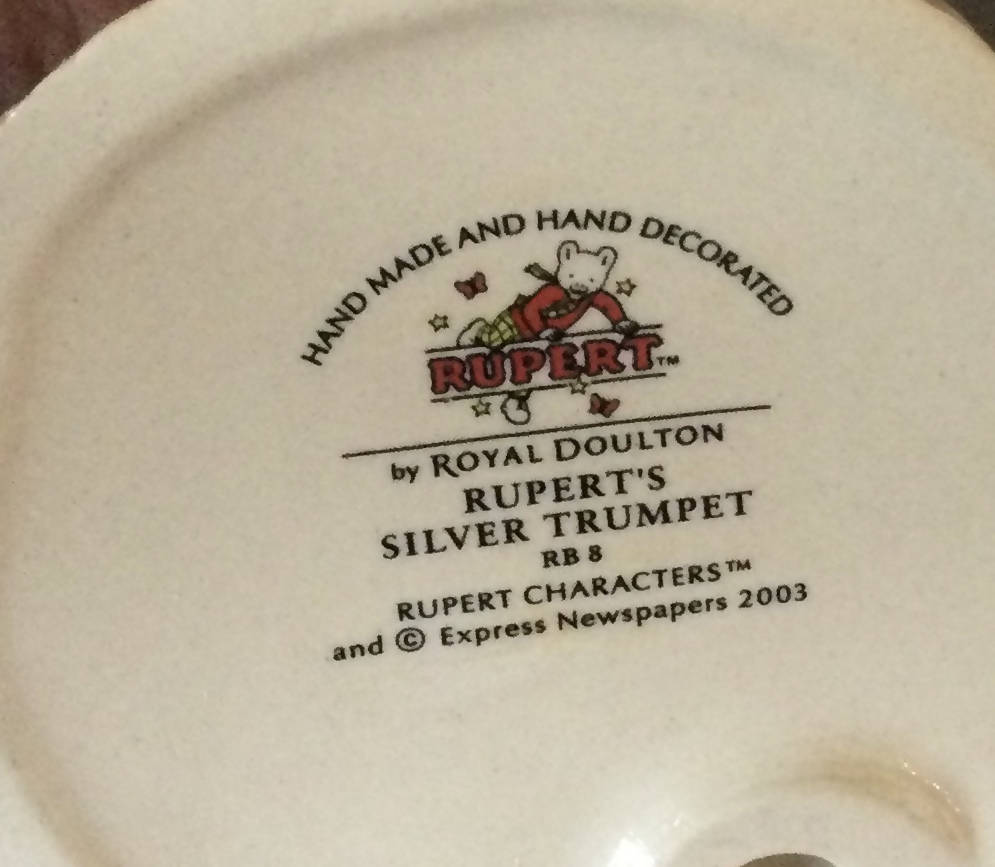 HAND MADE AND HAND DECORATED
RUPERT™
by ROYAL DOULTON
RUPERT'S
SILVER TRUMPET
RB 8
RUPERT CHARACTERS™
and © Express Newspapers 2003